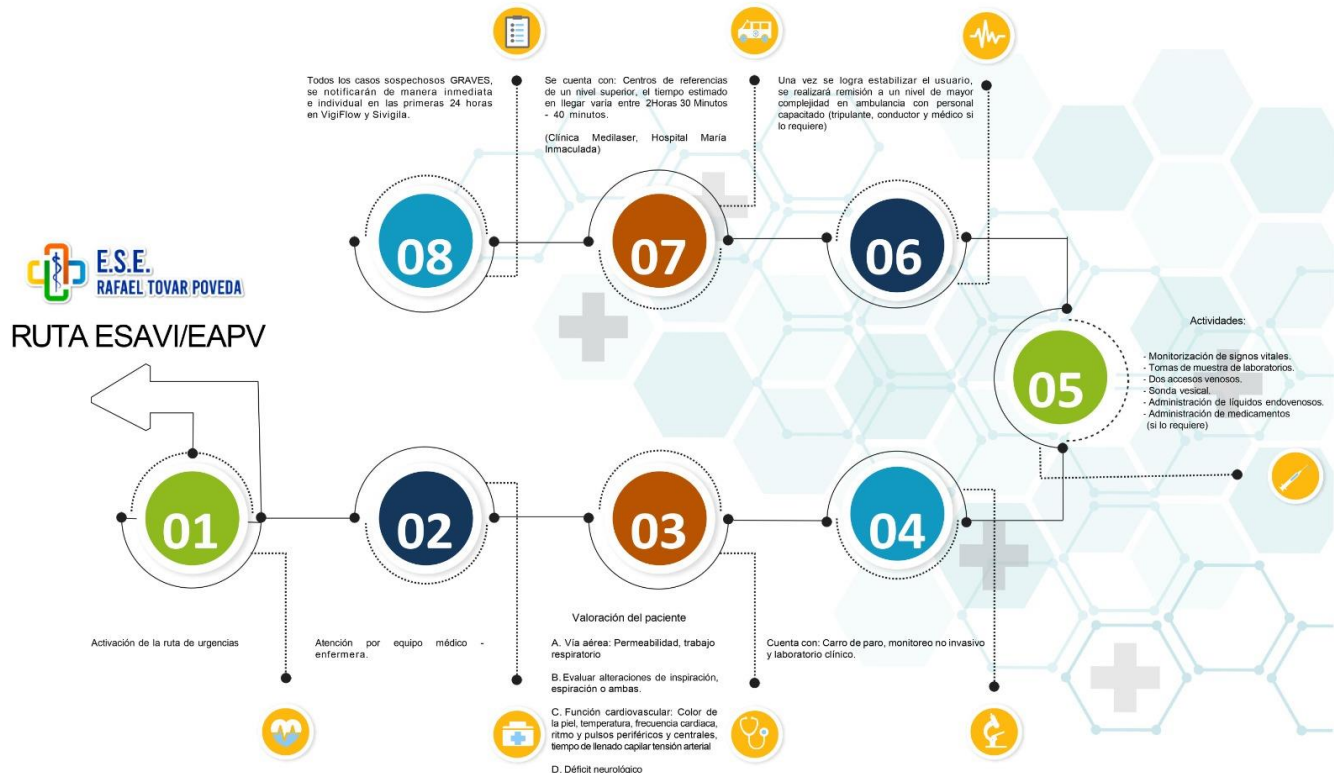 E.S.E.
RAFAEL TOVAR POVEDA
RUTA ESAVI/EAPV
01
Activación de la ruta de urgencias
02
Atención por equipo médico -
enfermera.
03
Valoración del paciente
A. Vía aérea: Permeabilidad, trabajo
respiratorio
B. Evaluar alteraciones de inspiración,
espiración o ambas.
C. Función cardiovascular: Color de
la piel, temperatura, frecuencia cardiaca,
ritmo y pulsos periféricos y centrales,
tiempo de llenado capilar tensión arterial
D. Déficit neurológico
04
Cuenta con: Carro de paro, monitoreo no invasivo
y laboratorio clínico.
05
Actividades:
- Monitorización de signos vitales.
- Tomas de muestra de laboratorios.
- Dos accesos venosos.
- Sonda vesical.
- Administración de líquidos endovenosos.
- Administración de medicamentos
(si lo requiere)
06
Una vez se logra estabilizar el usuario,
se realizará remisión a un nivel de mayor
complejidad en ambulancia con personal
capacitado (tripulante, conductor y médico si
lo requiere)
07
Se cuenta con: Centros de referencias
de un nivel superior, el tiempo estimado
en llegar varia entre 2Horas 30 Minutos
- 40 minutos.
(Clínica Medilaser, Hospital María
Inmaculada)
08
Todos los casos sospechosos GRAVES,
se notificarán de manera inmediata
e individual en las primeras 24 horas
en VigiFlow y Sivigila.